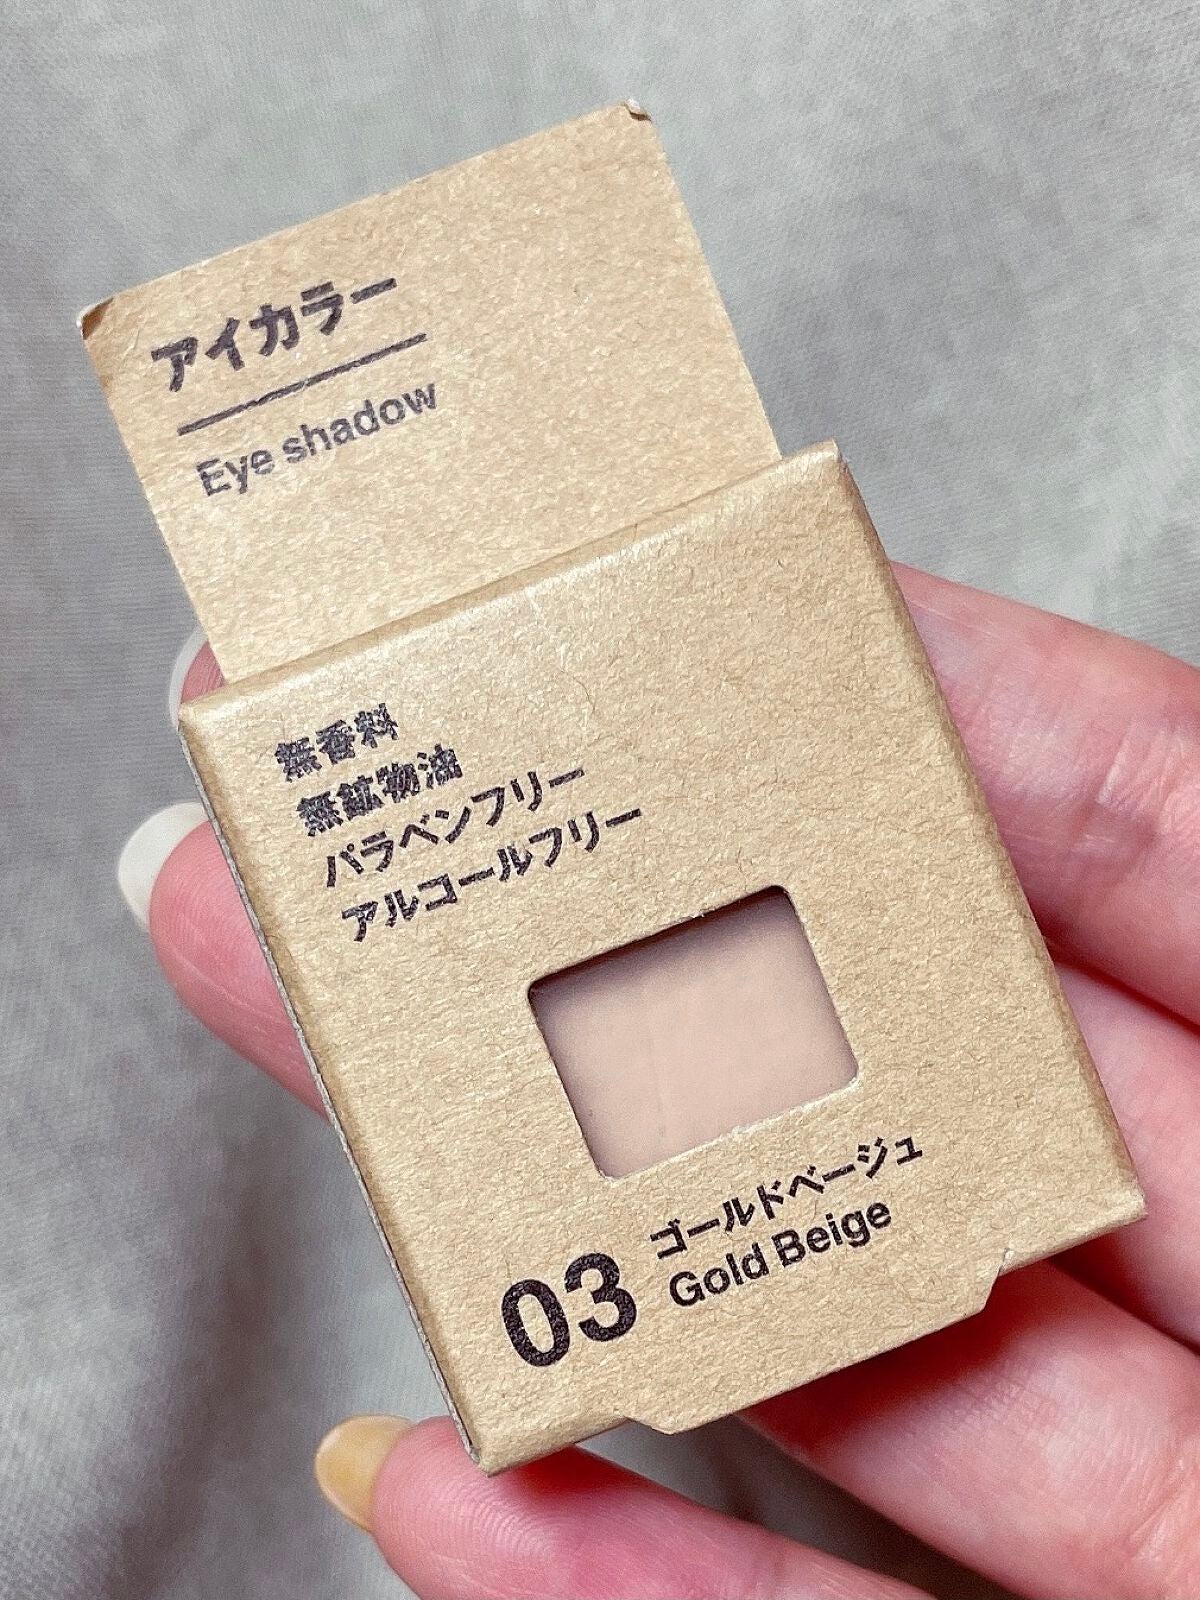 アイカラー
Eye shadow
無香料
無鉱物油
パラベンフリー
アルコールフリー
03
ゴールドベージュ
Gold Beige